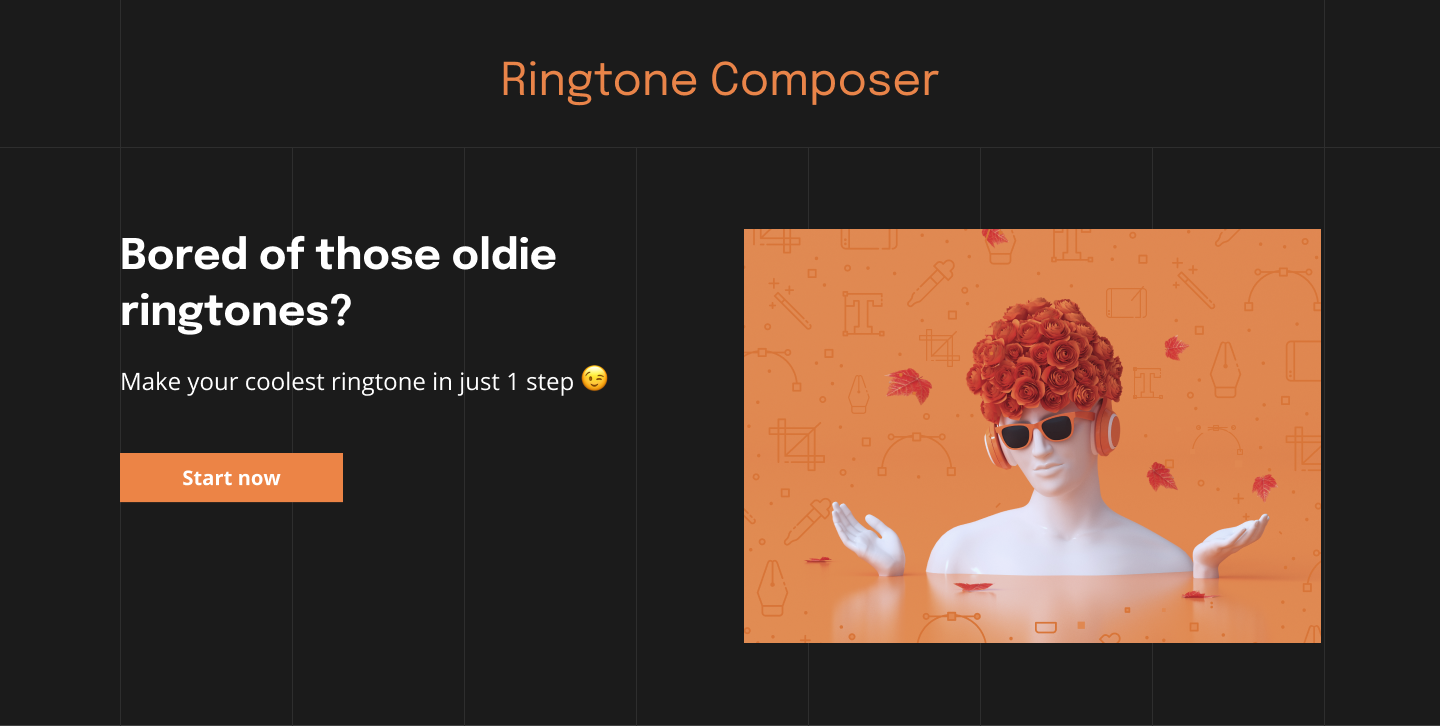 Ringtone Composer
Bored of those oldie
ringtones?
Make your coolest ringtone in just 1 step 😉
Start now